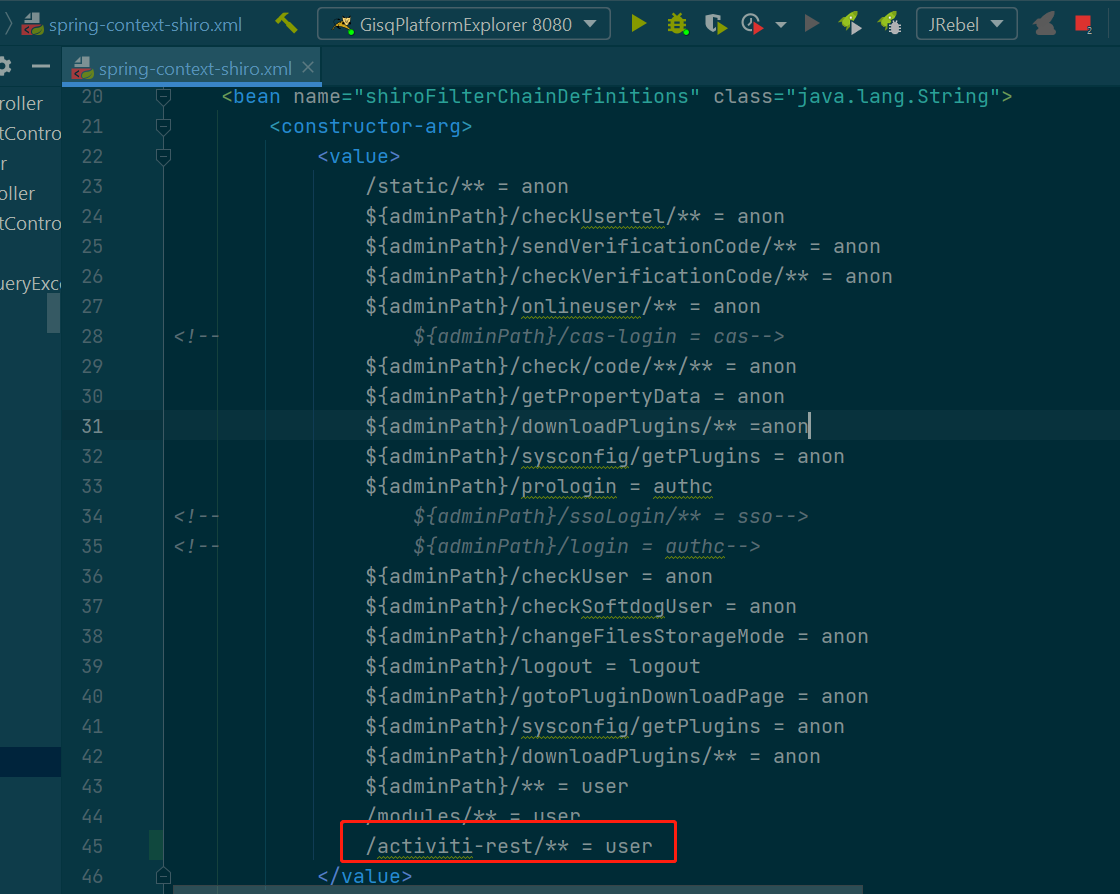 spring-context-shiro.xml GisqPlatformExplorer 8080 JRebel 2
spring-context-shiro.xml
roller
tContro
r
oller
tContro
ueryExc
20 <bean name="shiroFilterChainDefinitions" class="java.lang.String">
21 <constructor-arg>
22 <value>
23 /static/** = anon
24 ${adminPath}/checkUsertel/** = anon
25 ${adminPath}/sendVerificationCode/** = anon
26 ${adminPath}/checkVerificationCode/** = anon
27 ${adminPath}/onlineuser/** = anon
28 <!-- ${adminPath}/cas-login = cas-->
29 ${adminPath}/check/code/**/** = anon
30 ${adminPath}/getPropertyData = anon
31 ${adminPath}/downloadPlugins/** =anon
32 ${adminPath}/sysconfig/getPlugins = anon
33 ${adminPath}/prologin = authc
34 <!-- ${adminPath}/ssoLogin/** = sso-->
35 <!-- ${adminPath}/login = authc-->
36 ${adminPath}/checkUser = anon
37 ${adminPath}/checkSoftdogUser = anon
38 ${adminPath}/changeFilesStorageMode = anon
39 ${adminPath}/logout = logout
40 ${adminPath}/gotoPluginDownloadPage = anon
41 ${adminPath}/sysconfig/getPlugins = anon
42 ${adminPath}/downloadPlugins/** = anon
43 ${adminPath}/** = user
44 /modules/** = user
45 /activiti-rest/** = user
46 </value>